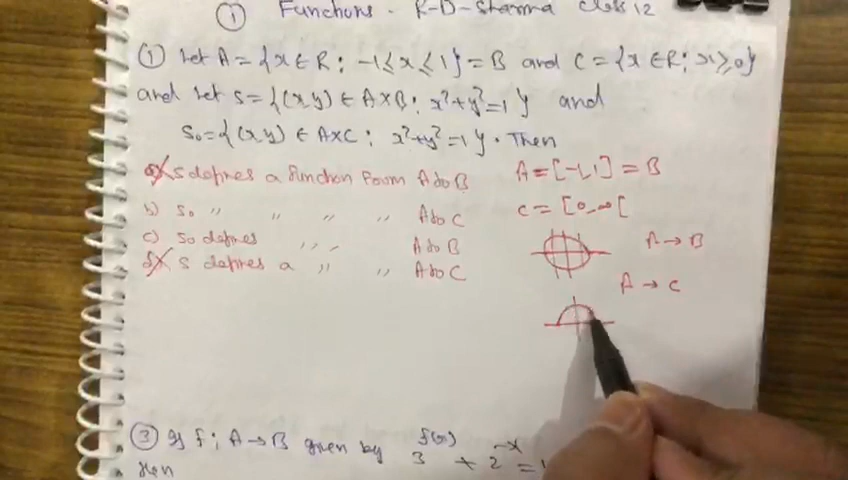 ① Functions - R-D-Sharma Class 12
① Let A = {x ∈ R : -1 ≤ x ≤ 1} = B and C = {x ∈ R : x ≥ 0}
and let S = {(x, y) ∈ A×B : x²+y²=1} and
S₀ = {(x, y) ∈ A×C : x²+y²=1}. Then
a) S defines a function from A to B
b) S₀ " " " " A to C
c) S₀ defines " " " A to B
d) S defines a " " A to C
A = [-1, 1] = B
C = [0, ∞[
A → B
A → C
③ If f : A → B given by 3^f(x) + 2^-x =
then